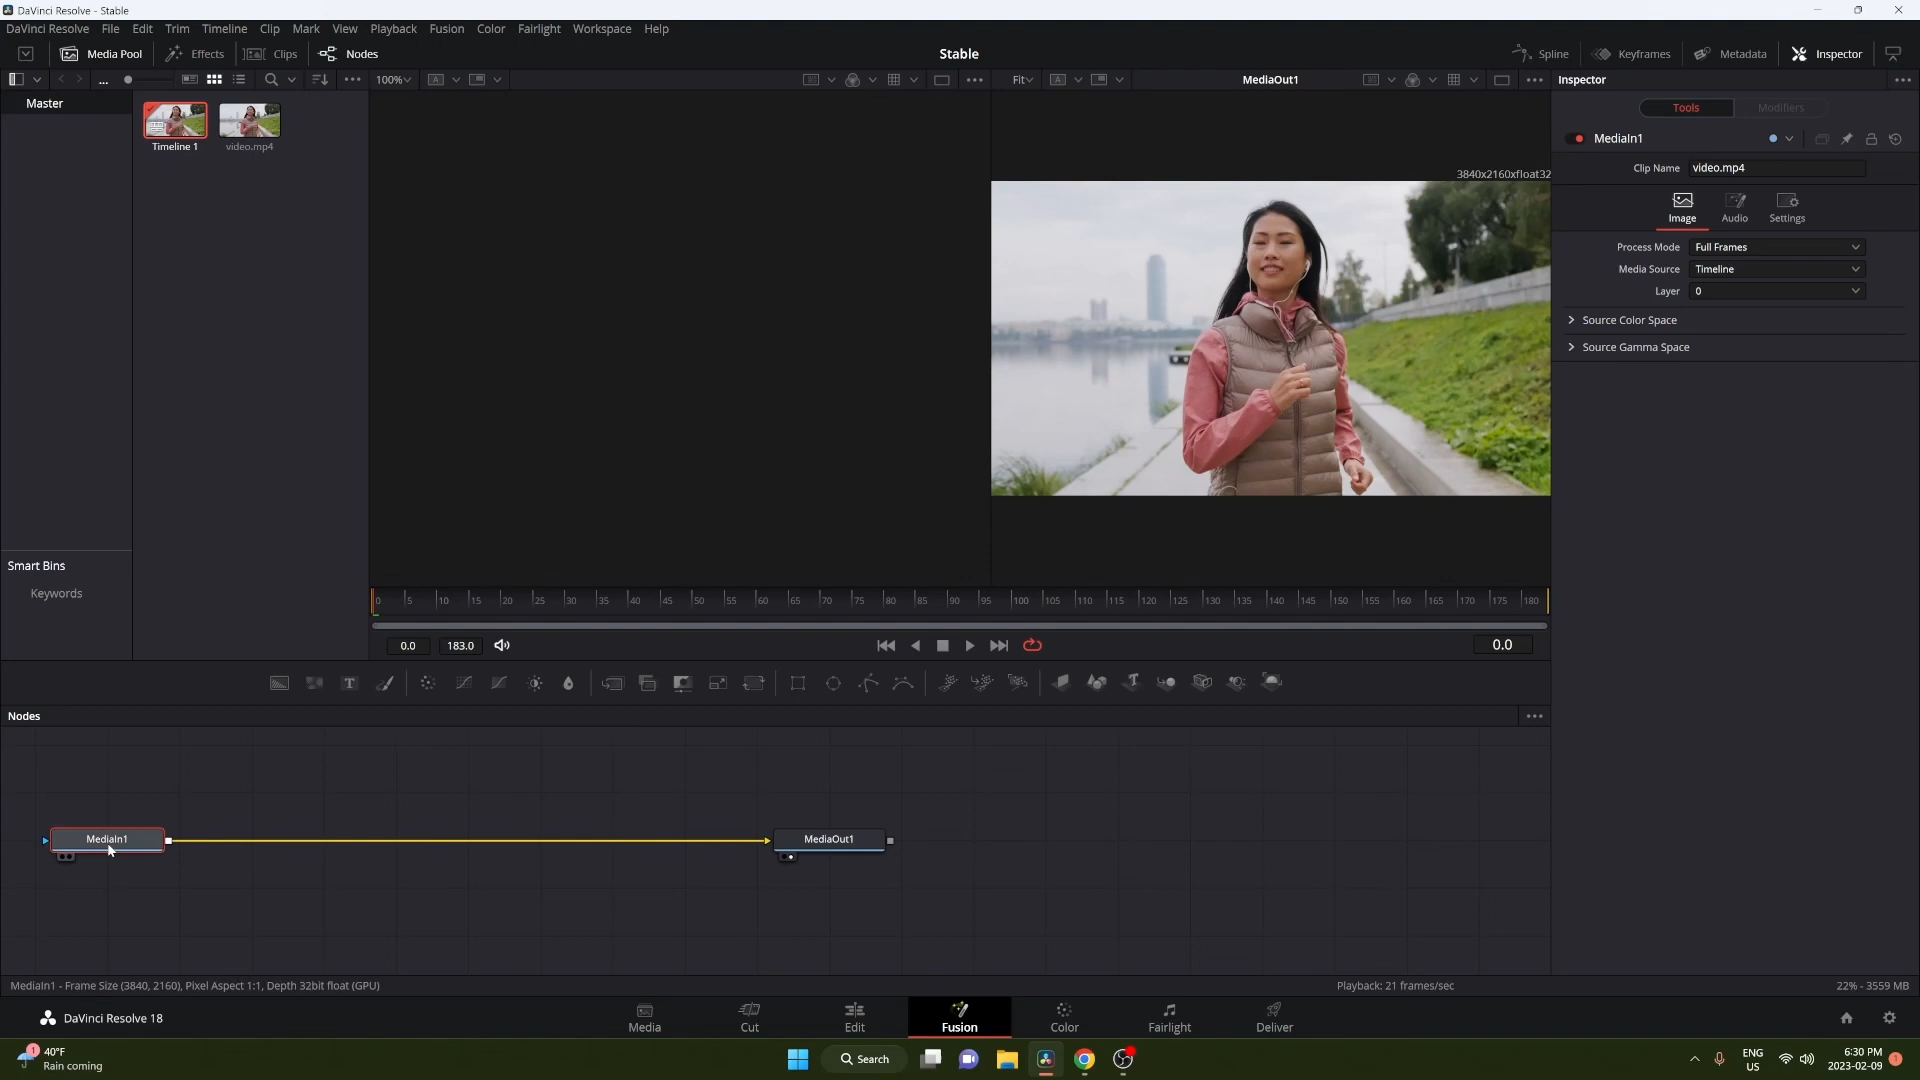 DaVinci Resolve - Stable
DaVinci Resolve File Edit Trim Timeline Clip Mark View Playback Fusion Color Fairlight Workspace Help
Media Pool Effects Clips Nodes Stable Spline Keyframes Metadata Inspector
... 100% Fit MediaOut1 Inspector
Master
Timeline 1 video.mp4
Tools Modifiers
MediaIn1
Clip Name video.mp4
3840x2160xfloat32
Image Audio Settings
Process Mode Full Frames
Media Source Timeline
Layer 0
Source Color Space
Source Gamma Space
Smart Bins
Keywords
0 5 10 15 20 25 30 35 40 45 50 55 60 65 70 75 80 85 90 95 100 105 110 115 120 125 130 135 140 145 150 155 160 165 170 175 180
0.0 183.0 0.0
Nodes
MediaIn1 MediaOut1
MediaIn1 - Frame Size (3840, 2160), Pixel Aspect 1:1, Depth 32bit float (GPU) Playback: 21 frames/sec 22% - 3559 MB
DaVinci Resolve 18 Media Cut Edit Fusion Color Fairlight Deliver
1 40°F
Rain coming
Search
ENG
US
6:30 PM
2023-02-09
1